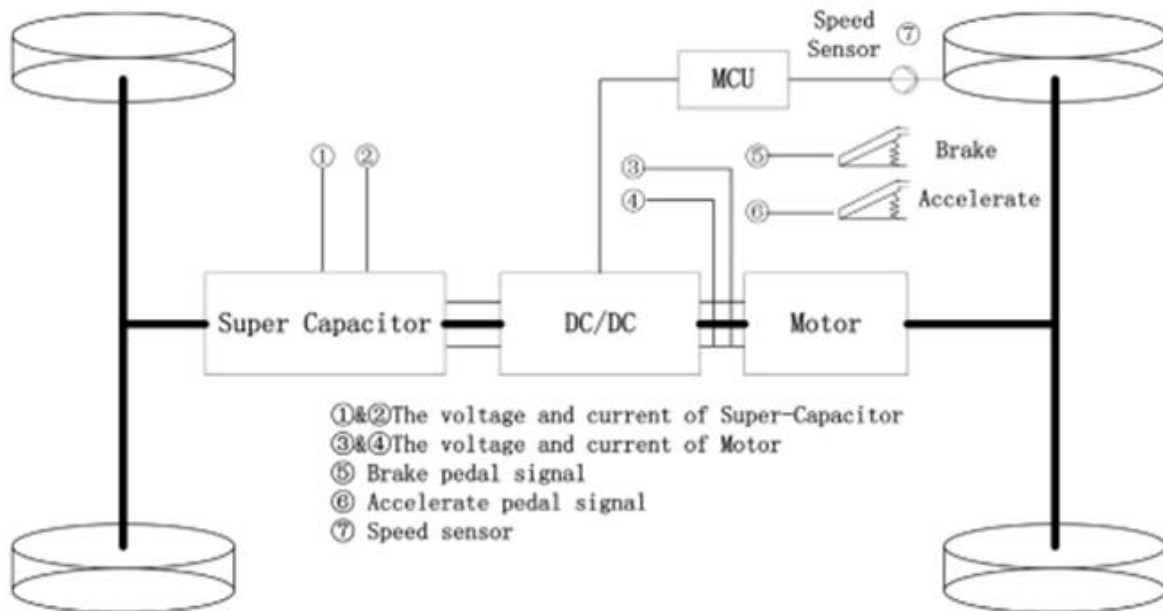 Speed
Sensor ⑦
MCU
⑤ Brake
⑥ Accelerate
① ②
③
④
Super Capacitor
DC/DC
Motor
①&②The voltage and current of Super-Capacitor
③&④The voltage and current of Motor
⑤ Brake pedal signal
⑥ Accelerate pedal signal
⑦ Speed sensor